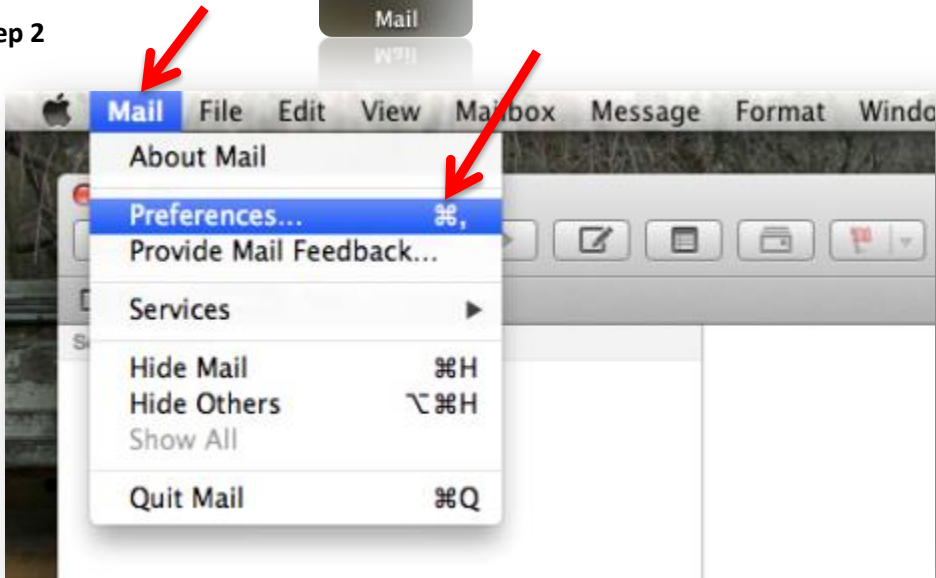 Mail
ep 2
Mail File Edit View Mailbox Message Format Windo
About Mail
Preferences... ⌘,
Provide Mail Feedback...
Services ▶
Hide Mail ⌘H
Hide Others ⌥⌘H
Show All
Quit Mail ⌘Q